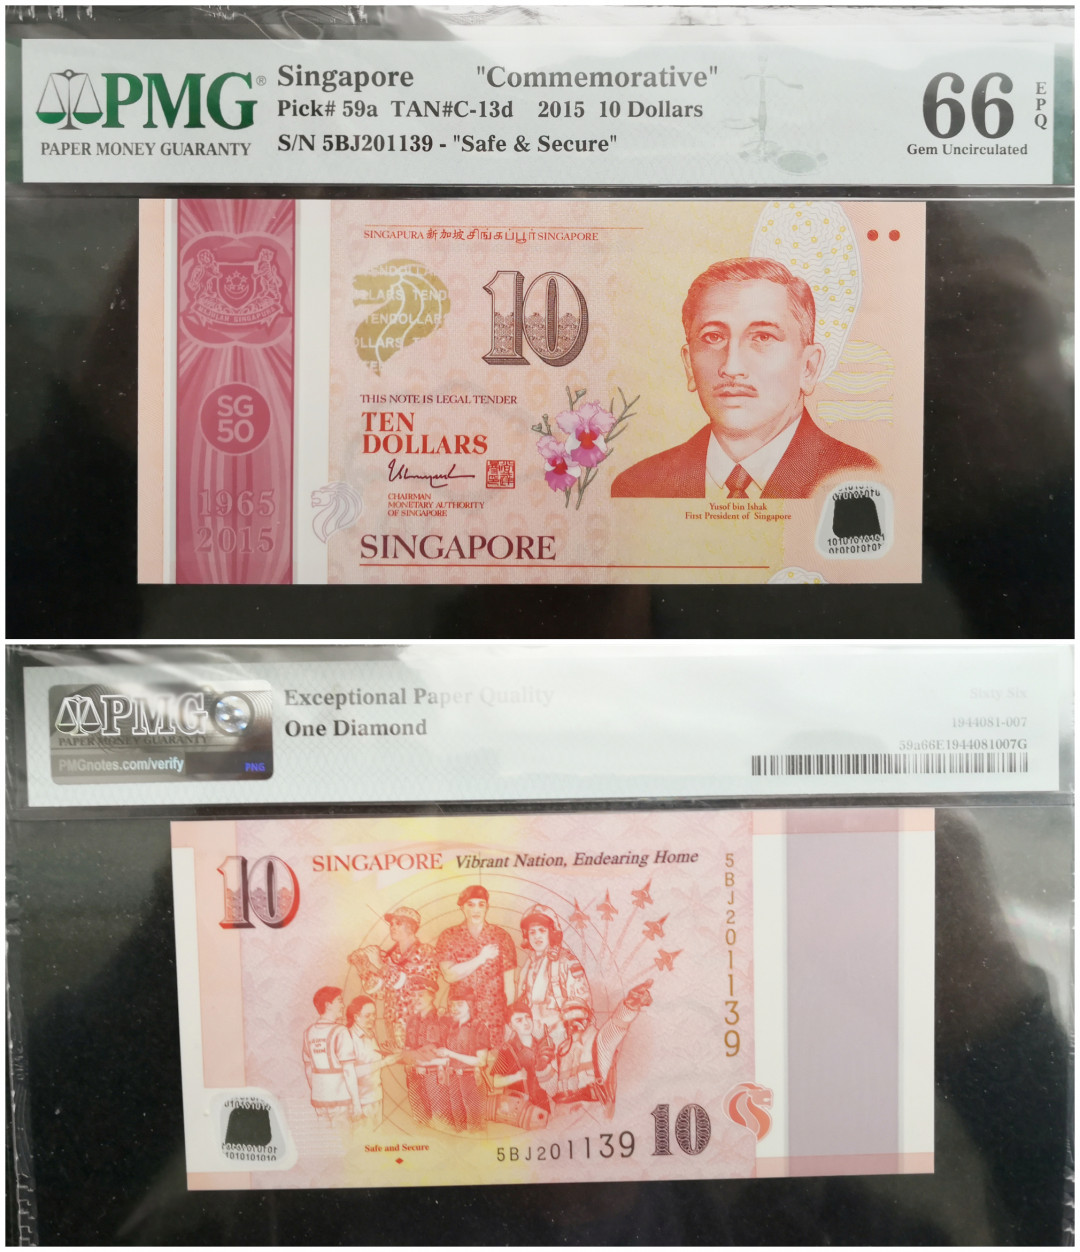 PMG®
PAPER MONEY GUARANTY
Singapore "Commemorative"
Pick# 59a TAN#C-13d 2015 10 Dollars
S/N 5BJ201139 - "Safe & Secure"
66
EPQ
Gem Uncirculated
SINGAPURA 新加坡 சிங்கப்பூர் SINGAPORE
MAJULAH SINGAPURA
SG
50
1965
2015
10
THIS NOTE IS LEGAL TENDER
TEN
DOLLARS
CHAIRMAN
MONETARY AUTHORITY
OF SINGAPORE
SINGAPORE
Yusof bin Ishak
First President of Singapore
PMG
PAPER MONEY GUARANTY
PMGnotes.com/verify
PNG
Exceptional Paper Quality
One Diamond
Sixty Six
1944081-007
59a66E1944081007G
10
SINGAPORE Vibrant Nation, Endearing Home
5BJ201139
Safe and Secure
5BJ201139
10